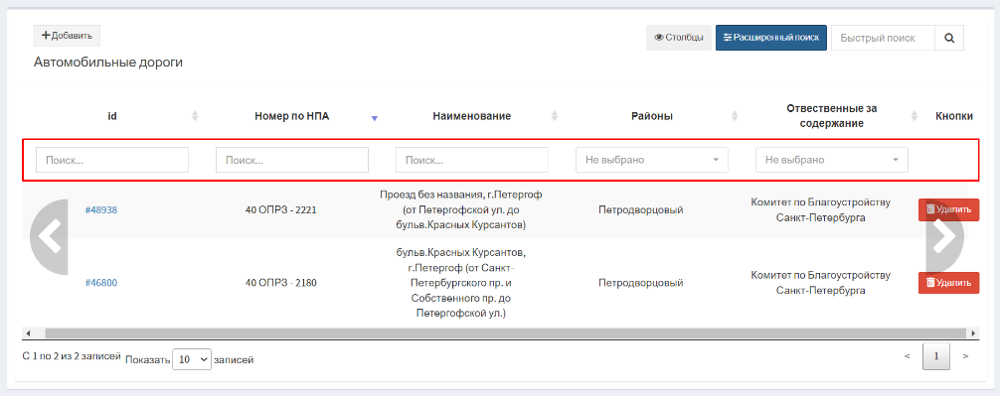 Добавить
Столбцы
Расширенный поиск
Быстрый поиск
Автомобильные дороги
id
Номер по НПА
Наименование
Районы
Отвественные за
содержание
Кнопки
Поиск...
Поиск...
Поиск...
Не выбрано
Не выбрано
#48938
40 ОПРЗ - 2221
Проезд без названия, г.Петергоф
(от Петергофской ул. до
бульв.Красных Курсантов)
Петродворцовый
Комитет по Благоустройству
Санкт-Петербурга
Удалить
#46800
40 ОПРЗ - 2180
бульв.Красных Курсантов,
г.Петергоф (от Санкт-
Петербургского пр. и
Собственного пр. до
Петергофской ул.)
Петродворцовый
Комитет по Благоустройству
Санкт-Петербурга
Удалить
С 1 по 2 из 2 записей
Показать 10 записей
< 1 >